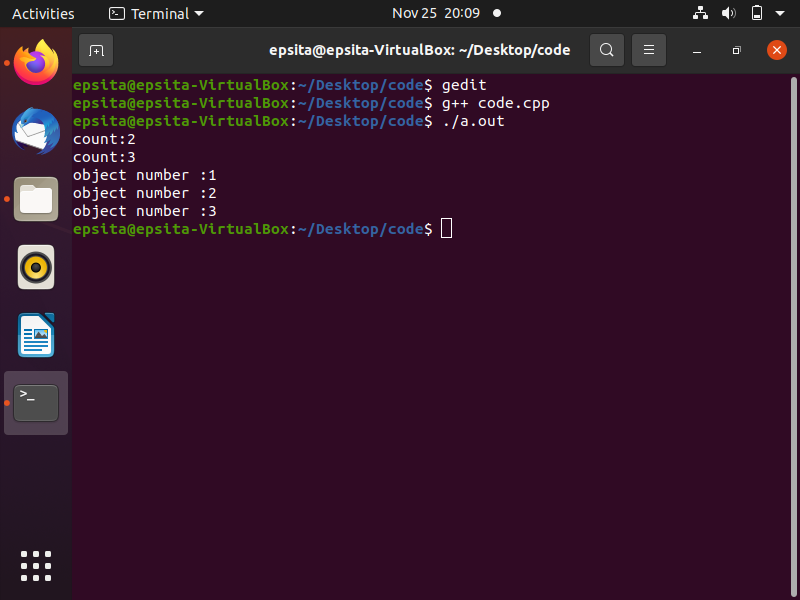 Activities Terminal Nov 25 20:09
epsita@epsita-VirtualBox: ~/Desktop/code
epsita@epsita-VirtualBox:~/Desktop/code$ gedit
epsita@epsita-VirtualBox:~/Desktop/code$ g++ code.cpp
epsita@epsita-VirtualBox:~/Desktop/code$ ./a.out
count:2
count:3
object number :1
object number :2
object number :3
epsita@epsita-VirtualBox:~/Desktop/code$